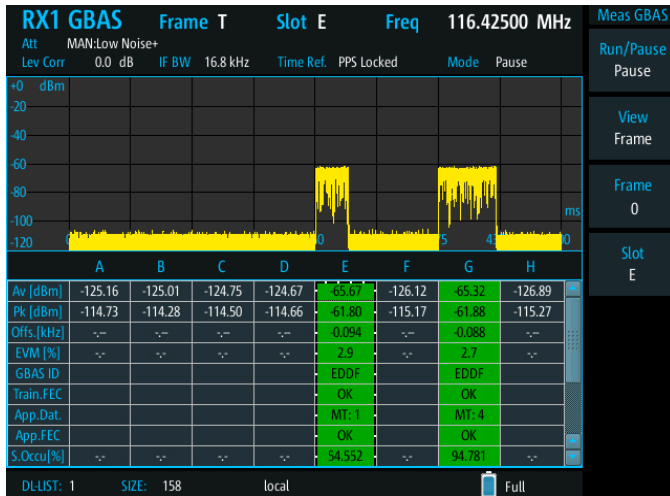 RX1 GBAS Frame T Slot E Freq 116.42500 MHz Meas GBAS
Att MAN:Low Noise+
Lev Corr 0.0 dB IF BW 16.8 kHz Time Ref. PPS Locked Mode Pause
Run/Pause
Pause
View
Frame
Frame
0
Slot
E
+0 dBm
-20
-40
-60
-80
-100
ms
-120
A B C D E F G H
Av [dBm] -125.16 -125.01 -124.75 -124.67 -65.67 -126.12 -65.32 -126.89
Pk [dBm] -114.73 -114.28 -114.50 -114.66 -61.80 -115.17 -61.88 -115.27
Offs.[kHz] -.-- -.-- -.-- -.-- -0.094 -.-- -0.088 -.--
EVM [%] -.- -.- -.- -.- 2.9 -.- 2.7 -.-
GBAS ID EDDF EDDF
Train.FEC OK OK
App.Dat. MT: 1 MT: 4
App.FEC OK OK
S.Occu[%] -.- -.- -.- -.- 54.552 -.- 94.781 -.-
DL-LIST: 1 SIZE: 158 local Full